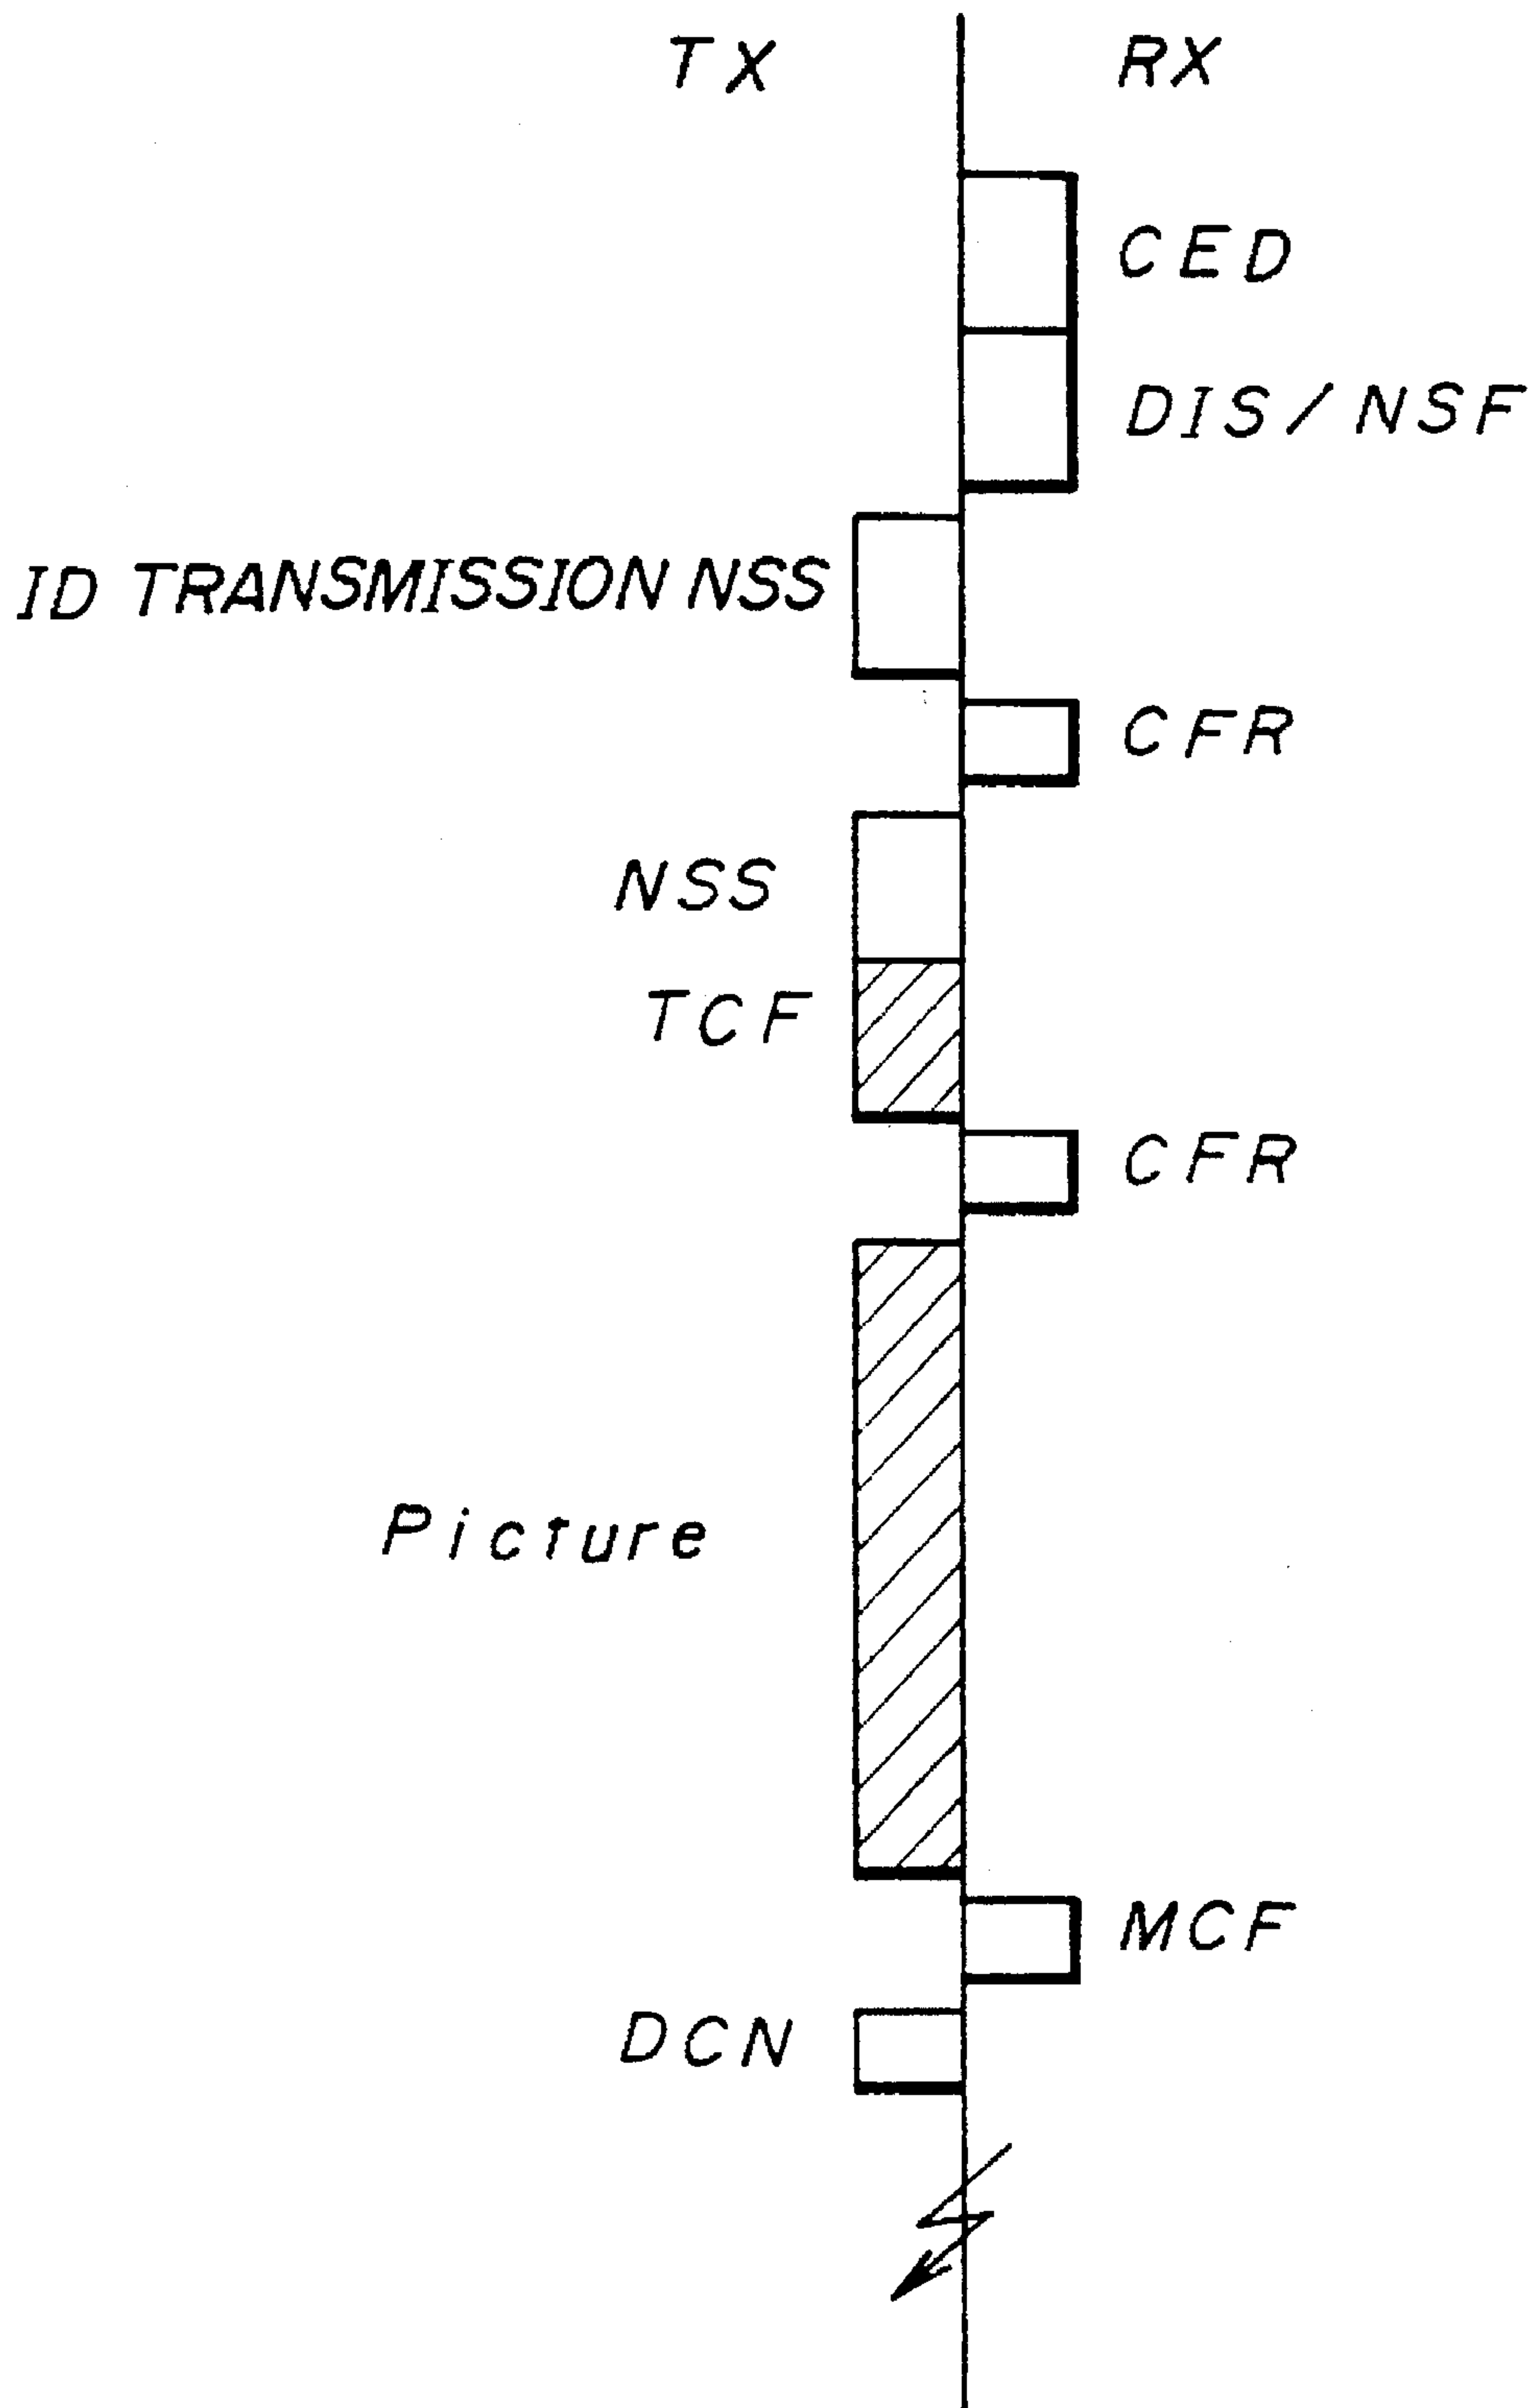 TX
RX
CED
DIS/NSF
ID TRANSMISSION NSS
CFR
NSS
TCF
CFR
Picture
MCF
DCN